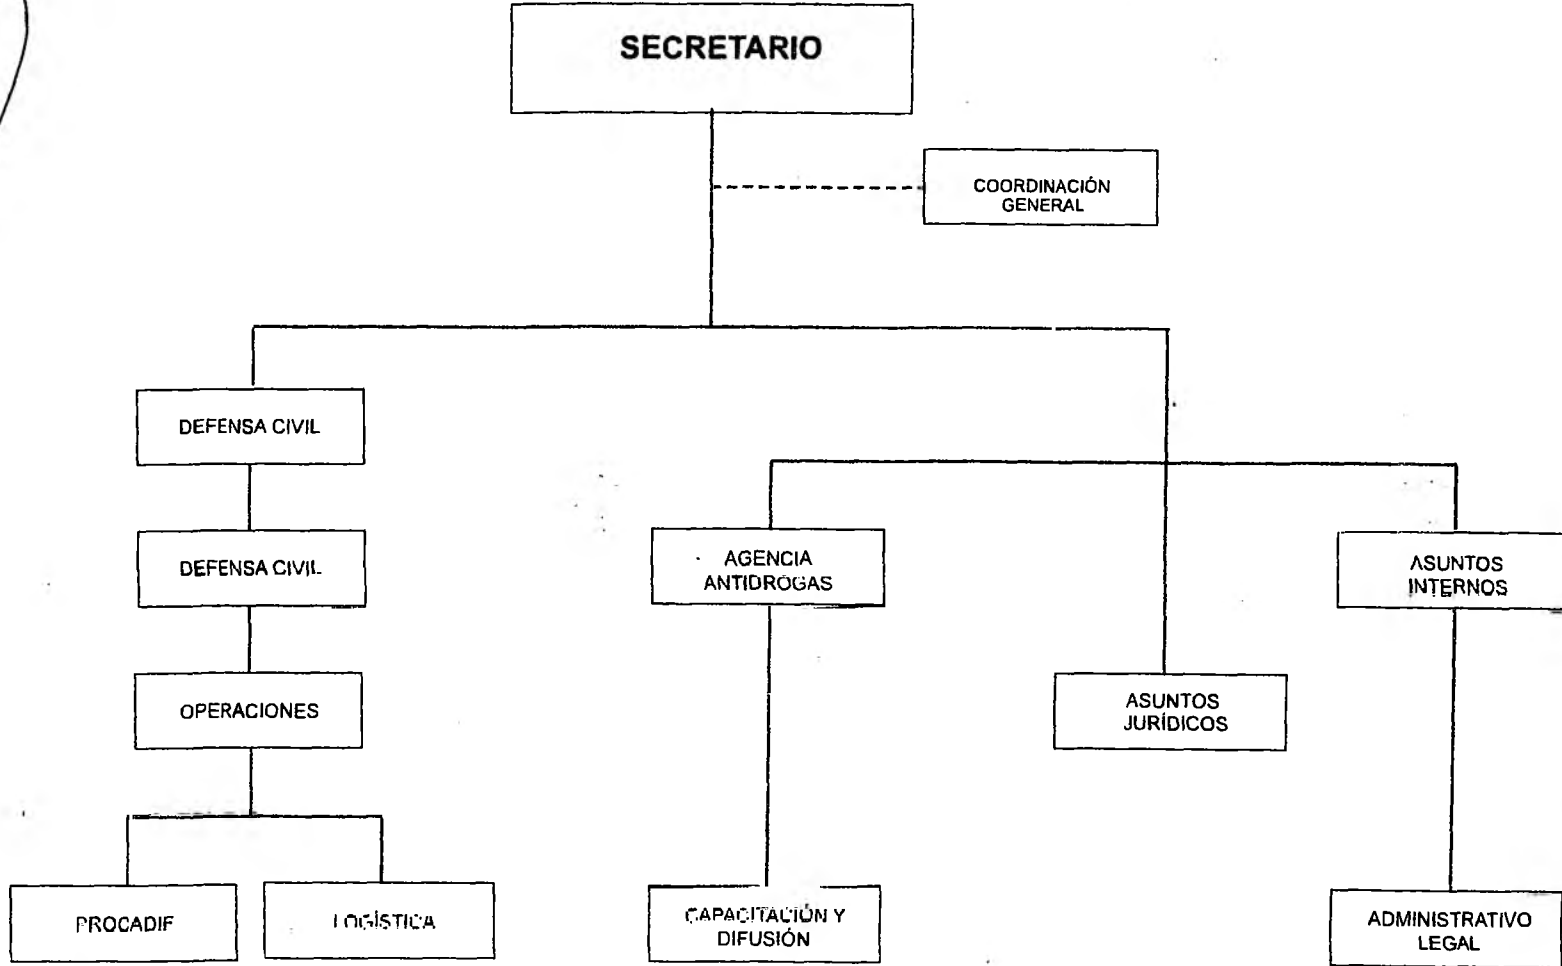 SECRETARIO
COORDINACIÓN
GENERAL
DEFENSA CIVIL
DEFENSA CIVIL
AGENCIA
ANTIDROGAS
ASUNTOS
INTERNOS
OPERACIONES
ASUNTOS
JURÍDICOS
PROCADIF
LOGÍSTICA
CAPACITACIÓN Y
DIFUSIÓN
ADMINISTRATIVO
LEGAL